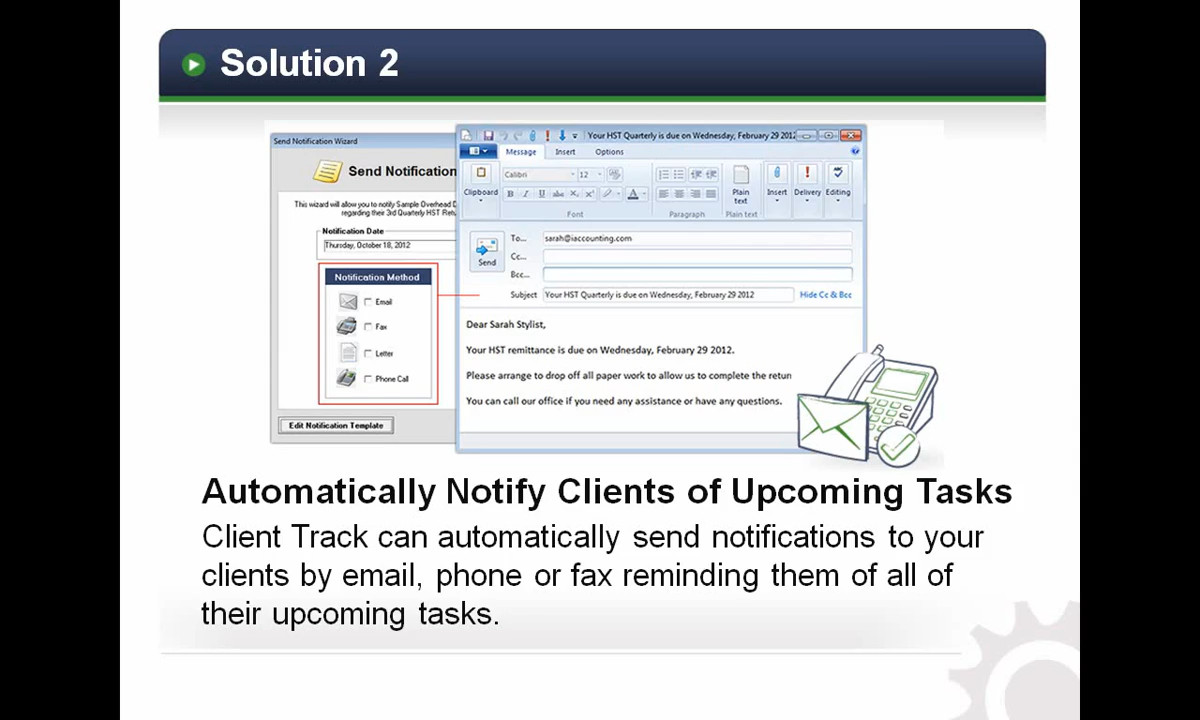 Solution 2
Send Notification Wizard
Send Notification
This wizard will allow you to notify Sample Overhead D
regarding their 3rd Quarterly HST Retu
Notification Date
Thursday, October 18, 2012
Notification Method
Email
Fax
Letter
Phone Call
Edit Notification Template
Your HST Quarterly is due on Wednesday, February 29 2012
Message Insert Options
Clipboard
Calibri 12
Font
Paragraph
Plain text
Plain text
Insert
Delivery
Editing
Send
To... sarah@iaccounting.com
Cc...
Bcc...
Subject Your HST Quarterly is due on Wednesday, February 29 2012 Hide Cc & Bcc
Dear Sarah Stylist,
Your HST remittance is due on Wednesday, February 29 2012.
Please arrange to drop off all paper work to allow us to complete the retun
You can call our office if you need any assistance or have any questions.
Automatically Notify Clients of Upcoming Tasks
Client Track can automatically send notifications to your
clients by email, phone or fax reminding them of all of
their upcoming tasks.